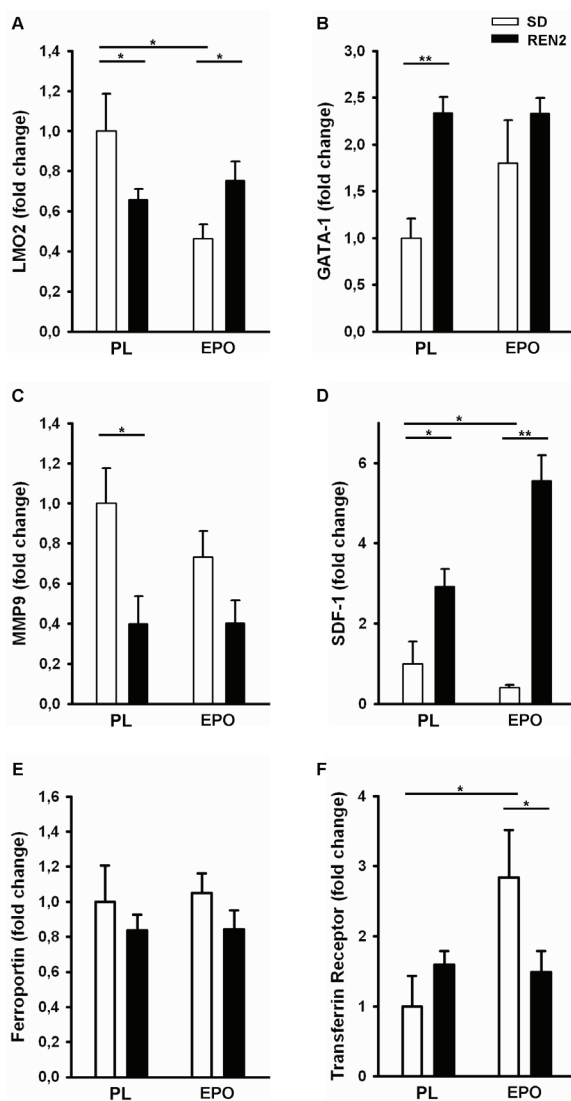 A
B
SD
REN2
LMO2 (fold change)
1,4
1,2
1,0
0,8
0,6
0,4
0,2
0,0
*
*
*
PL
EPO
GATA-1 (fold change)
3,0
2,5
2,0
1,5
1,0
0,5
0,0
**
PL
EPO
C
MMP9 (fold change)
1,4
1,2
1,0
0,8
0,6
0,4
0,2
0,0
*
PL
EPO
D
SDF-1 (fold change)
6
4
2
0
*
*
**
PL
EPO
E
Ferroportin (fold change)
1,6
1,4
1,2
1,0
0,8
0,6
0,4
0,2
0,0
PL
EPO
F
Transferrin Receptor (fold change)
4
3
2
1
0
*
*
PL
EPO